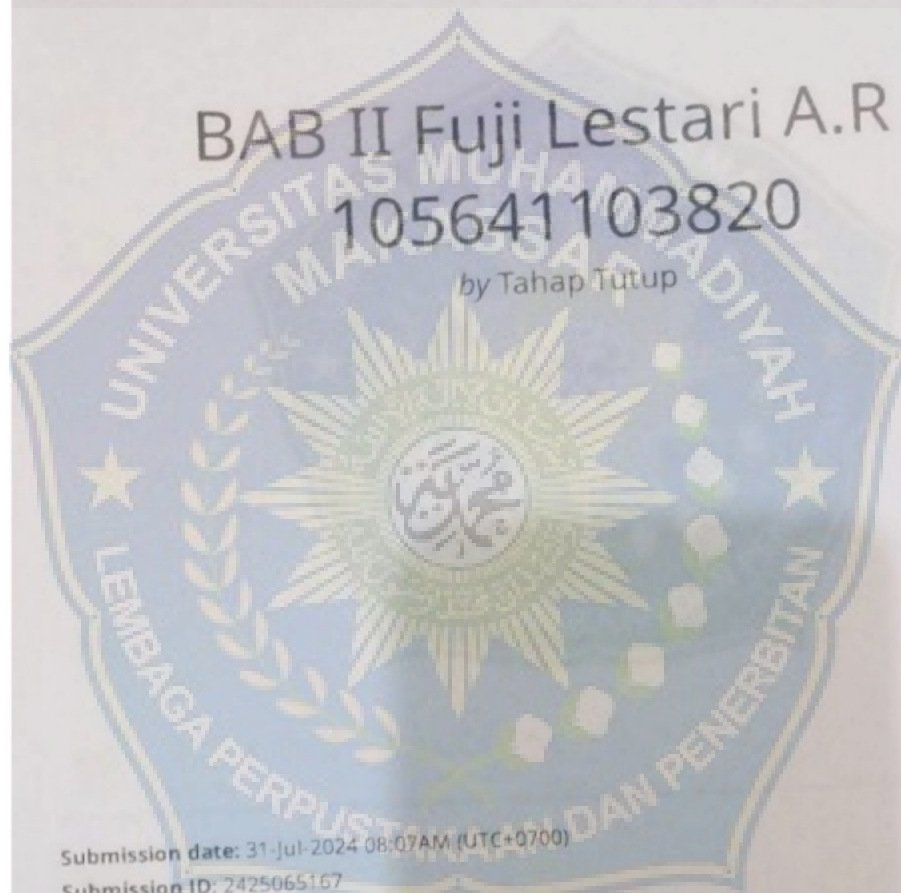 BAB II Fuji Lestari A.R
105641103820
by Tahap Tutup
UNIVERSITAS MUHAMMADIYAH
MAKASSAR
LEMBAGA PERPUSTAKAAN DAN PENERBITAN
Submission date: 31-Jul-2024 08:07AM (UTC+0700)
Submission ID: 2425065167